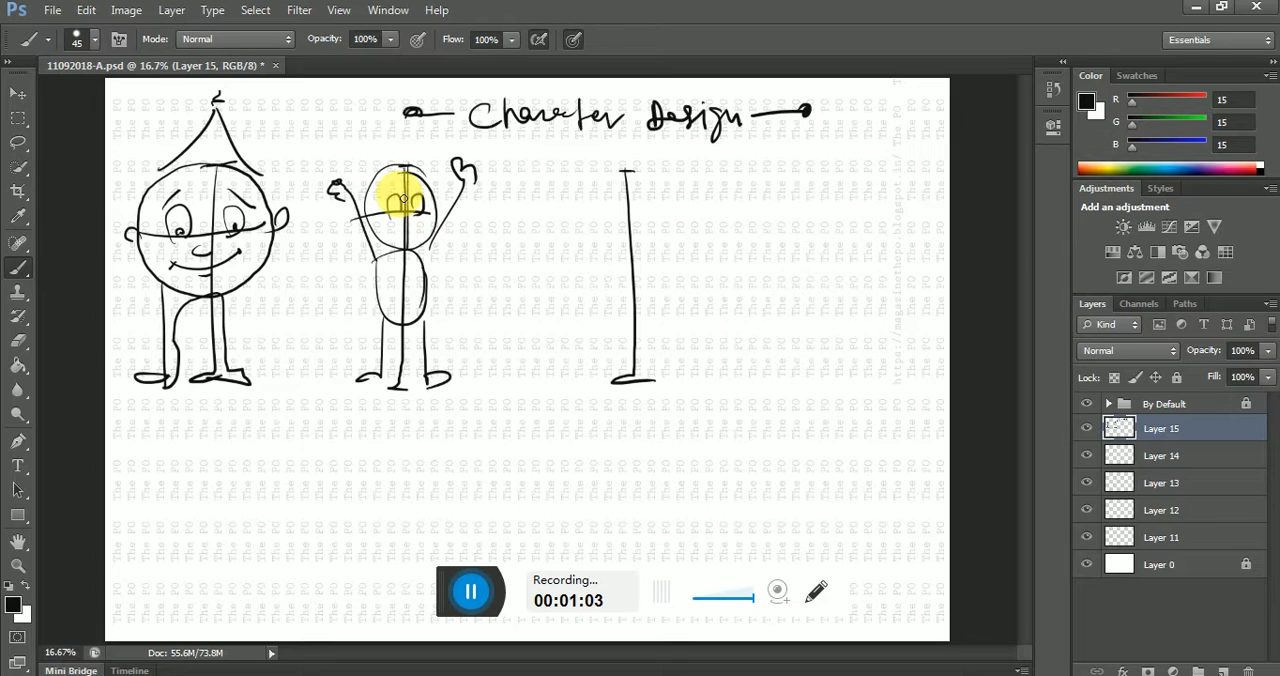 Ps File Edit Image Layer Type Select Filter View Window Help
45 Mode: Normal Opacity: 100% Flow: 100% Essentials
11092018-A.psd @ 16.7% (Layer 15, RGB/8) * ×
Character Design
Color Swatches
R 15
G 15
B 15
Adjustments Styles
Add an adjustment
Layers Channels Paths
Kind
Normal Opacity: 100%
Lock: Fill: 100%
By Default
Layer 15
Layer 14
Layer 13
Layer 12
Layer 11
Layer 0
Recording...
00:01:03
16.67% Doc: 55.6M/73.8M
Mini Bridge Timeline